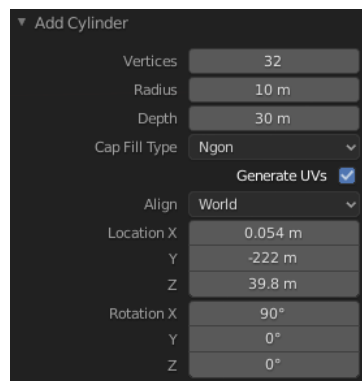 Add Cylinder
Vertices 32
Radius 10 m
Depth 30 m
Cap Fill Type Ngon
Generate UVs
Align World
Location X 0.054 m
Y -222 m
Z 39.8 m
Rotation X 90°
Y 0°
Z 0°